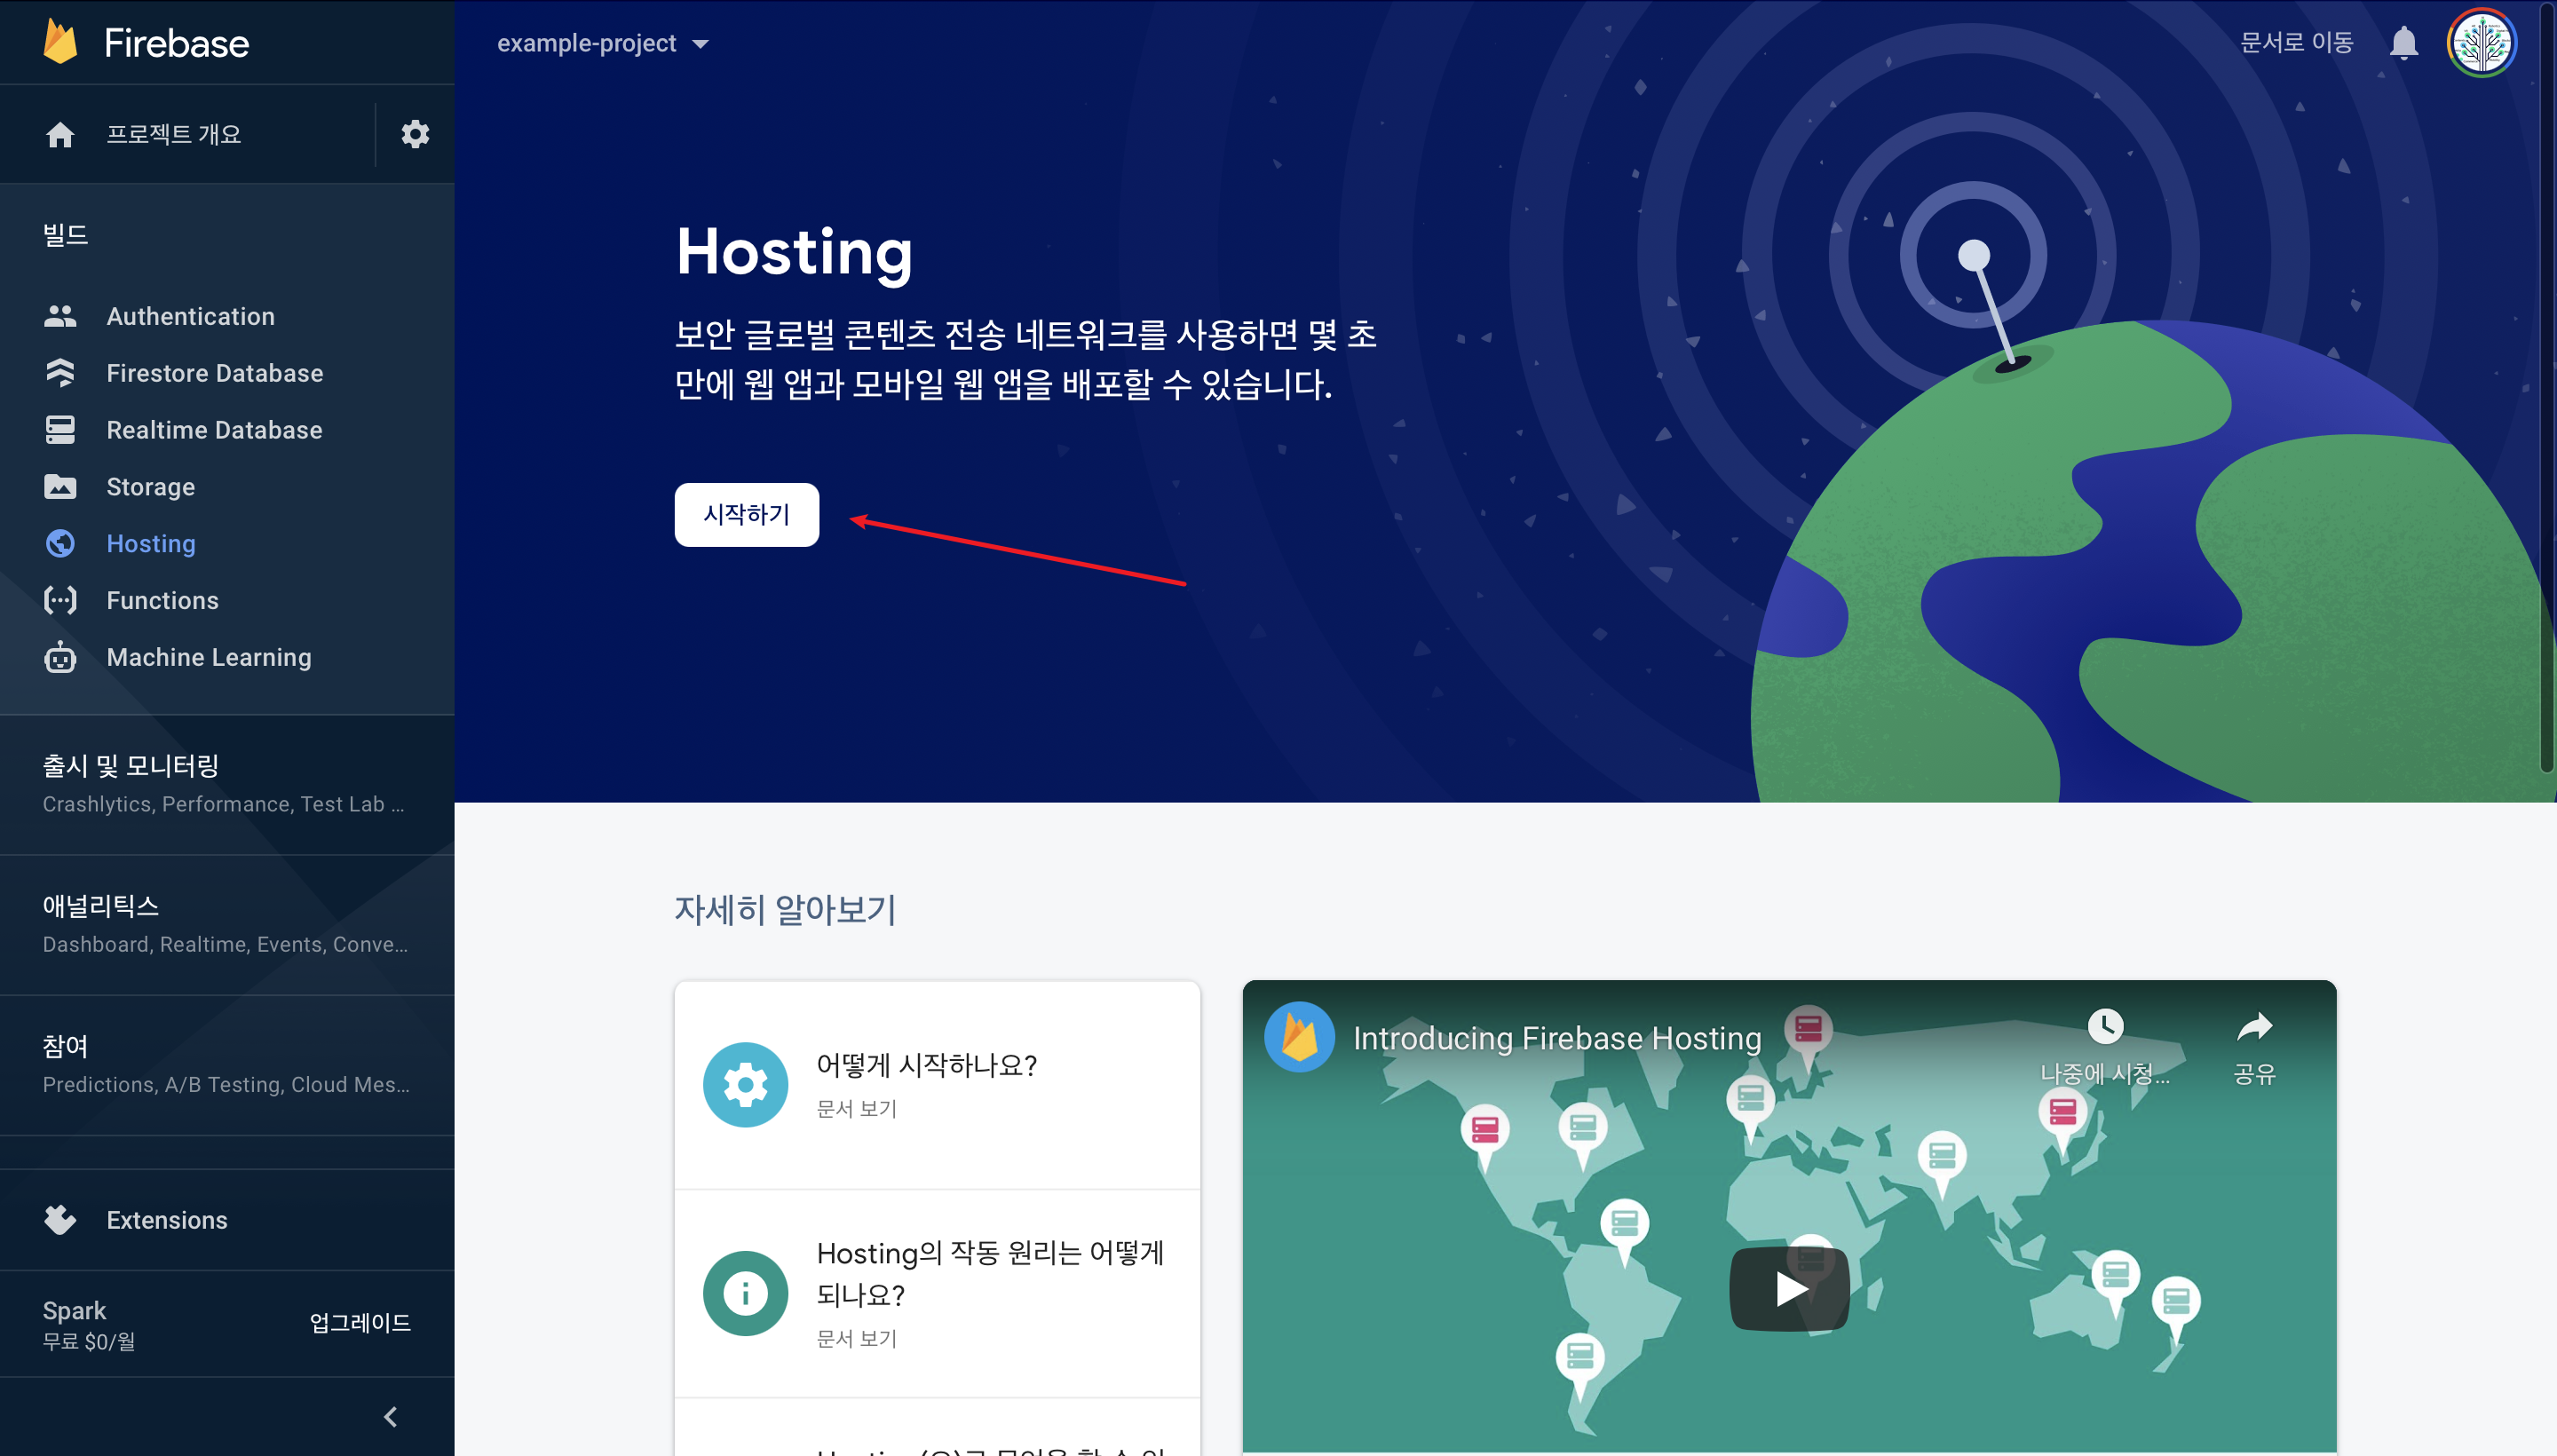 Firebase
프로젝트 개요
빌드
Authentication
Firestore Database
Realtime Database
Storage
Hosting
Functions
Machine Learning
출시 및 모니터링
Crashlytics, Performance, Test Lab ...
애널리틱스
Dashboard, Realtime, Events, Conve...
참여
Predictions, A/B Testing, Cloud Mes...
Extensions
Spark
무료 $0/월
업그레이드
example-project
문서로 이동
Hosting
보안 글로벌 콘텐츠 전송 네트워크를 사용하면 몇 초
만에 웹 앱과 모바일 웹 앱을 배포할 수 있습니다.
시작하기
자세히 알아보기
어떻게 시작하나요?
문서 보기
Hosting의 작동 원리는 어떻게
되나요?
문서 보기
Introducing Firebase Hosting
나중에 시청...
공유